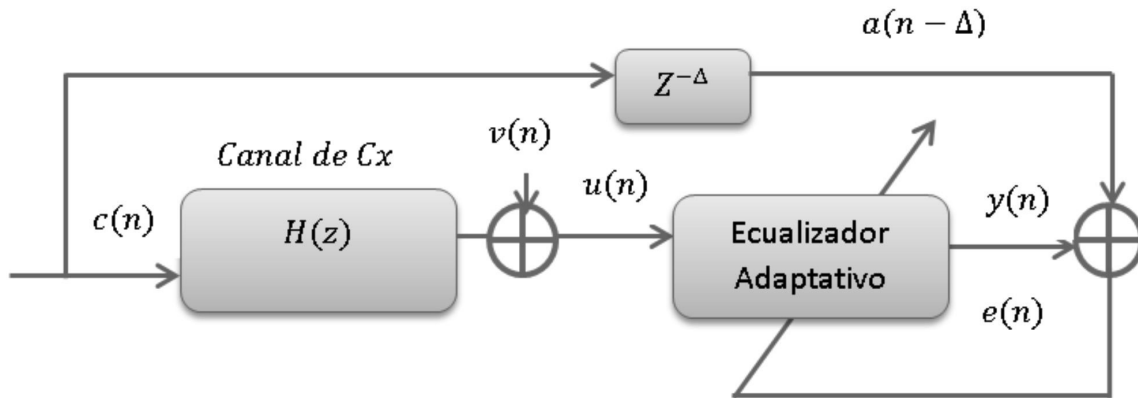 a(n − Δ)
Z^{−Δ}
Canal de Cx
v(n)
c(n)
H(z)
u(n)
Ecualizador
Adaptativo
y(n)
e(n)